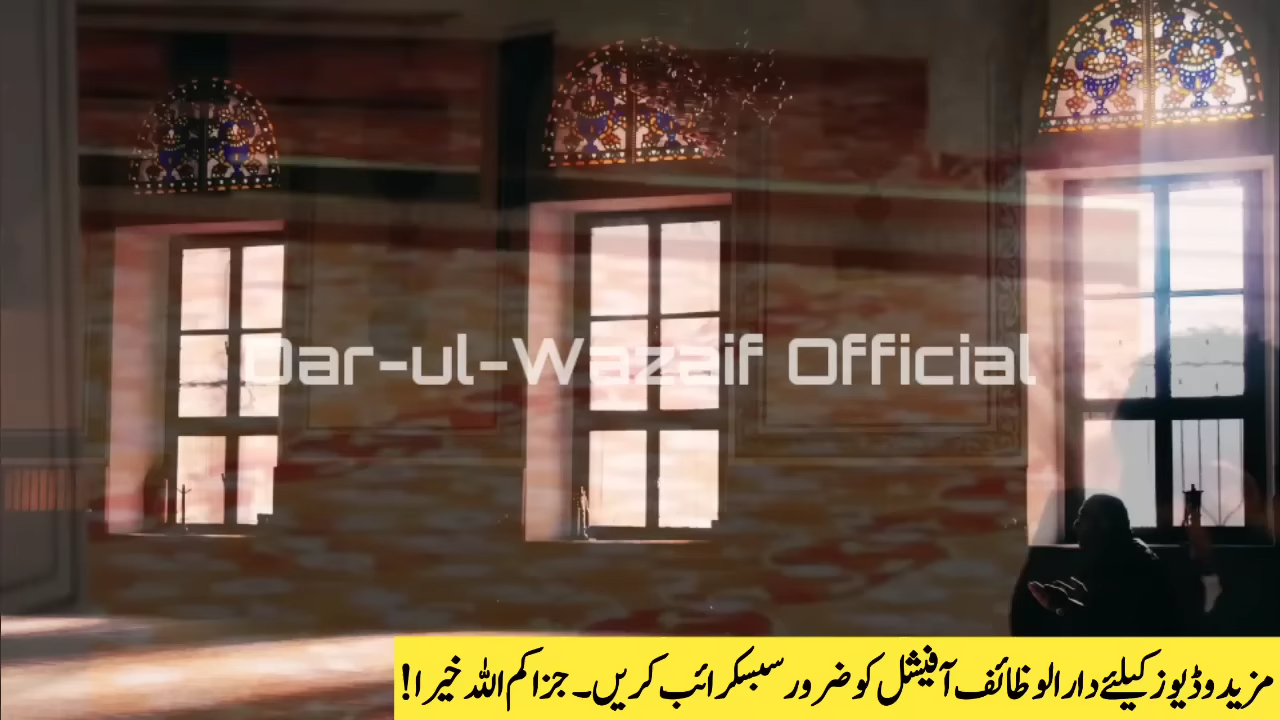 Dar-ul-Wazaif Official
مزید وڈیوز کیلئے دارالوظائف آفیشل کو ضرور سبسکرائب کریں۔ جزاکم اللہ خیرا!